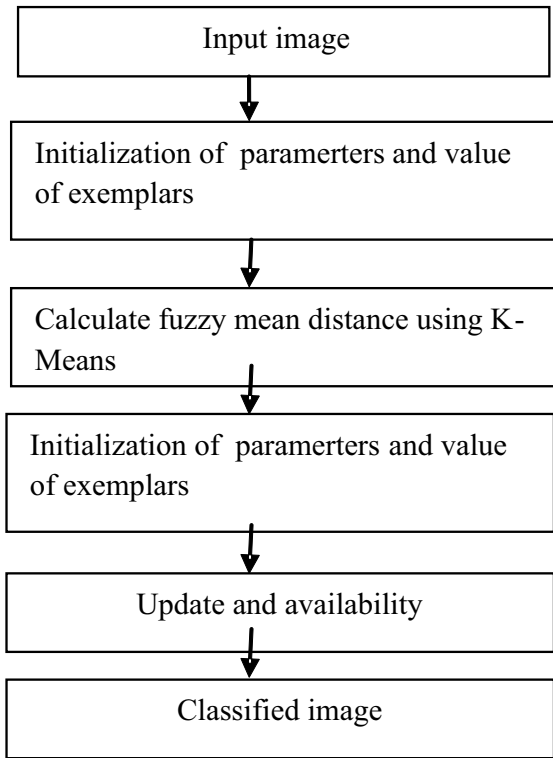 Input image
Initialization of  paramerters and value
of exemplars
Calculate fuzzy mean distance using K-
Means
Initialization of  paramerters and value
of exemplars
Update and availability
Classified image